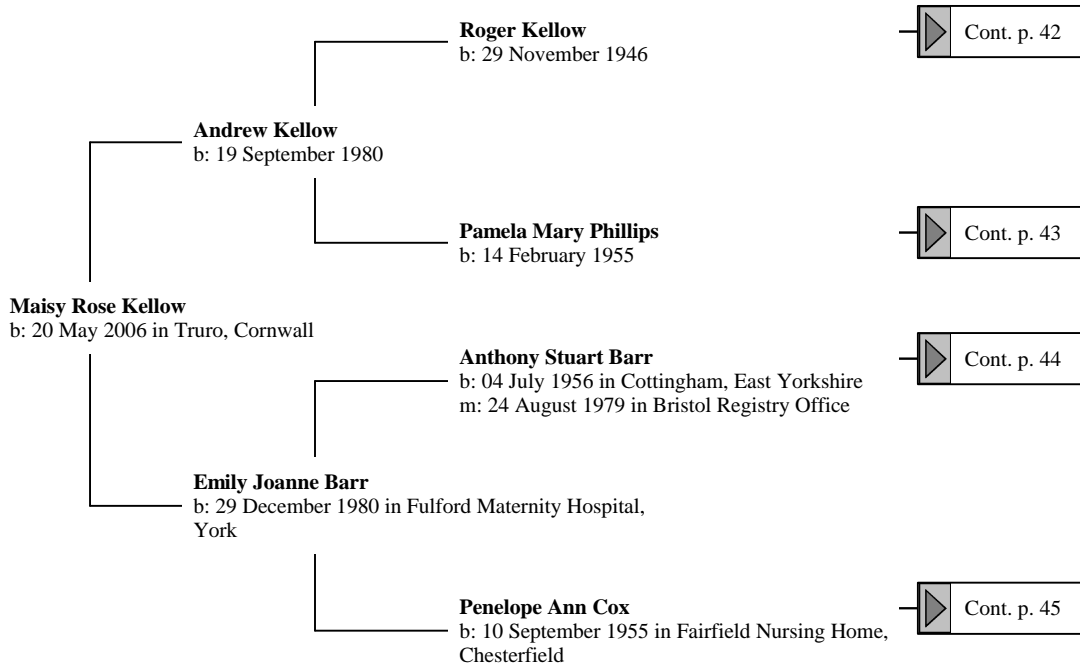 Roger Kellow
b: 29 November 1946
Cont. p. 42
Andrew Kellow
b: 19 September 1980
Pamela Mary Phillips
b: 14 February 1955
Cont. p. 43
Maisy Rose Kellow
b: 20 May 2006 in Truro, Cornwall
Anthony Stuart Barr
b: 04 July 1956 in Cottingham, East Yorkshire
m: 24 August 1979 in Bristol Registry Office
Cont. p. 44
Emily Joanne Barr
b: 29 December 1980 in Fulford Maternity Hospital,
York
Penelope Ann Cox
b: 10 September 1955 in Fairfield Nursing Home,
Chesterfield
Cont. p. 45